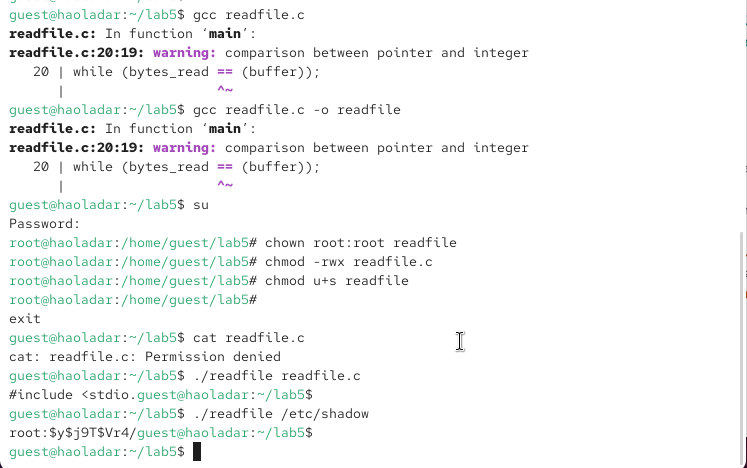 guest@haoladar:~/lab5$ gcc readfile.c
readfile.c: In function ‘main’:
readfile.c:20:19: warning: comparison between pointer and integer
   20 | while (bytes_read == (buffer));
      |                   ^~
guest@haoladar:~/lab5$ gcc readfile.c -o readfile
readfile.c: In function ‘main’:
readfile.c:20:19: warning: comparison between pointer and integer
   20 | while (bytes_read == (buffer));
      |                   ^~
guest@haoladar:~/lab5$ su
Password:
root@haoladar:/home/guest/lab5# chown root:root readfile
root@haoladar:/home/guest/lab5# chmod -rwx readfile.c
root@haoladar:/home/guest/lab5# chmod u+s readfile
root@haoladar:/home/guest/lab5#
exit
guest@haoladar:~/lab5$ cat readfile.c
cat: readfile.c: Permission denied
guest@haoladar:~/lab5$ ./readfile readfile.c
#include <stdio.guest@haoladar:~/lab5$
guest@haoladar:~/lab5$ ./readfile /etc/shadow
root:$y$j9T$Vr4/guest@haoladar:~/lab5$
guest@haoladar:~/lab5$